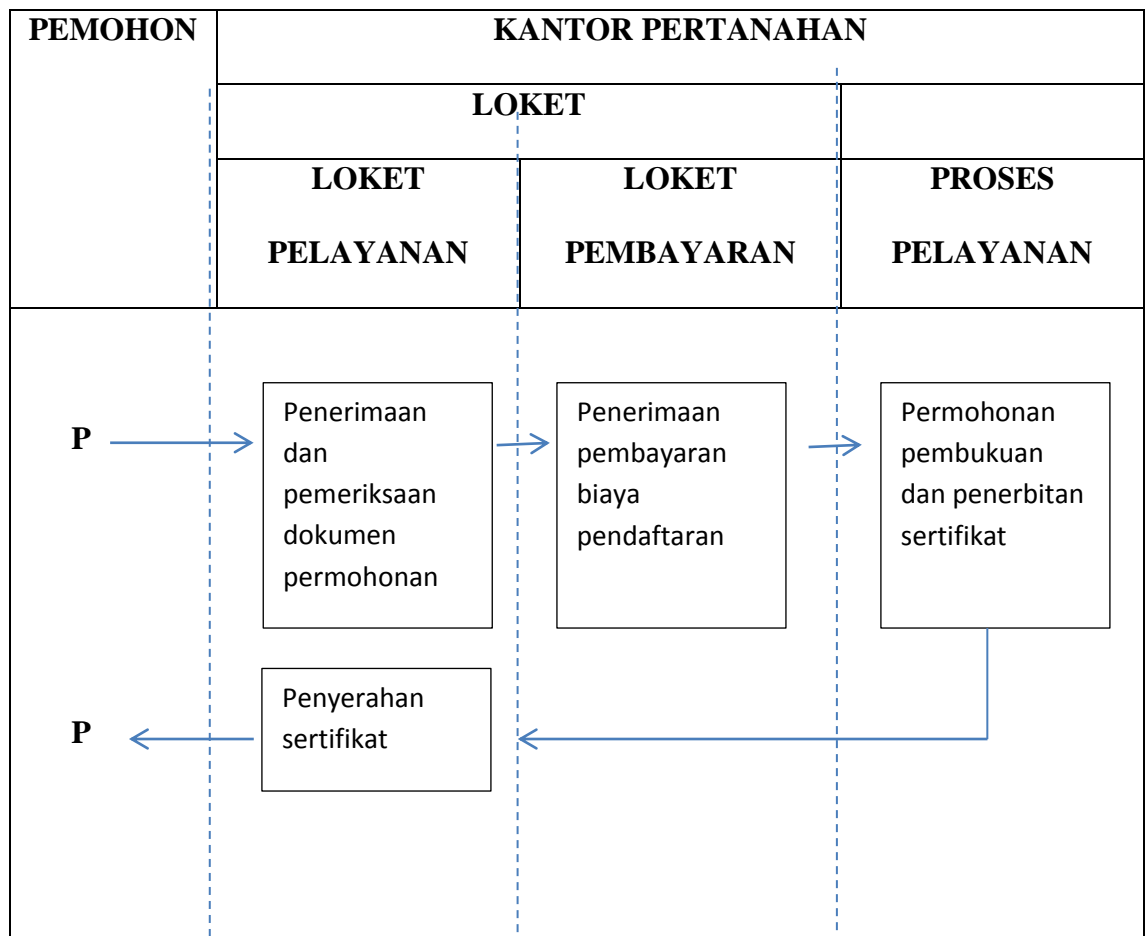 PEMOHON
KANTOR PERTANAHAN
LOKET
LOKET
PELAYANAN
LOKET
PEMBAYARAN
PROSES
PELAYANAN
P
Penerimaan
dan
pemeriksaan
dokumen
permohonan
Penerimaan
pembayaran
biaya
pendaftaran
Permohonan
pembukuan
dan penerbitan
sertifikat
P
Penyerahan
sertifikat